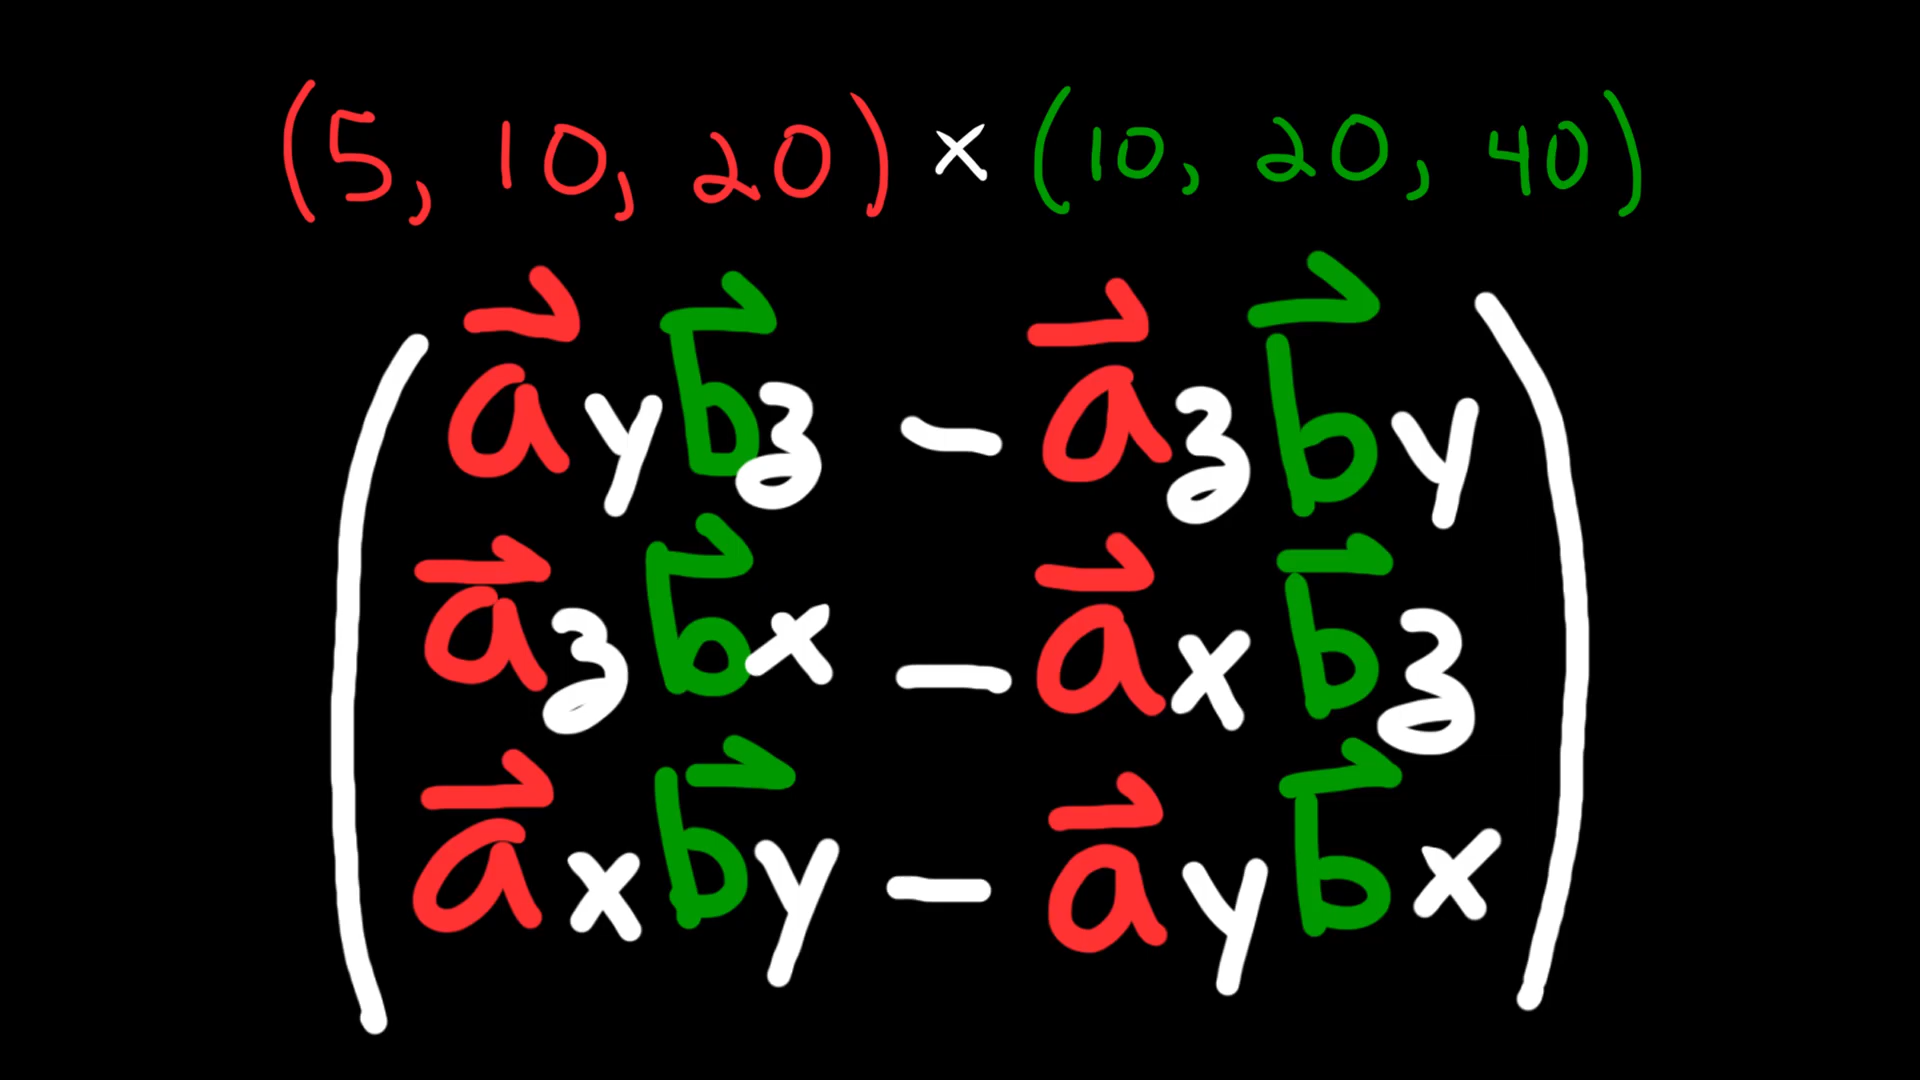 (5, 10, 20) × (10, 20, 40)
a⃗yb⃗z − a⃗zb⃗y
a⃗zb⃗x − a⃗xb⃗z
a⃗xb⃗y − a⃗yb⃗x